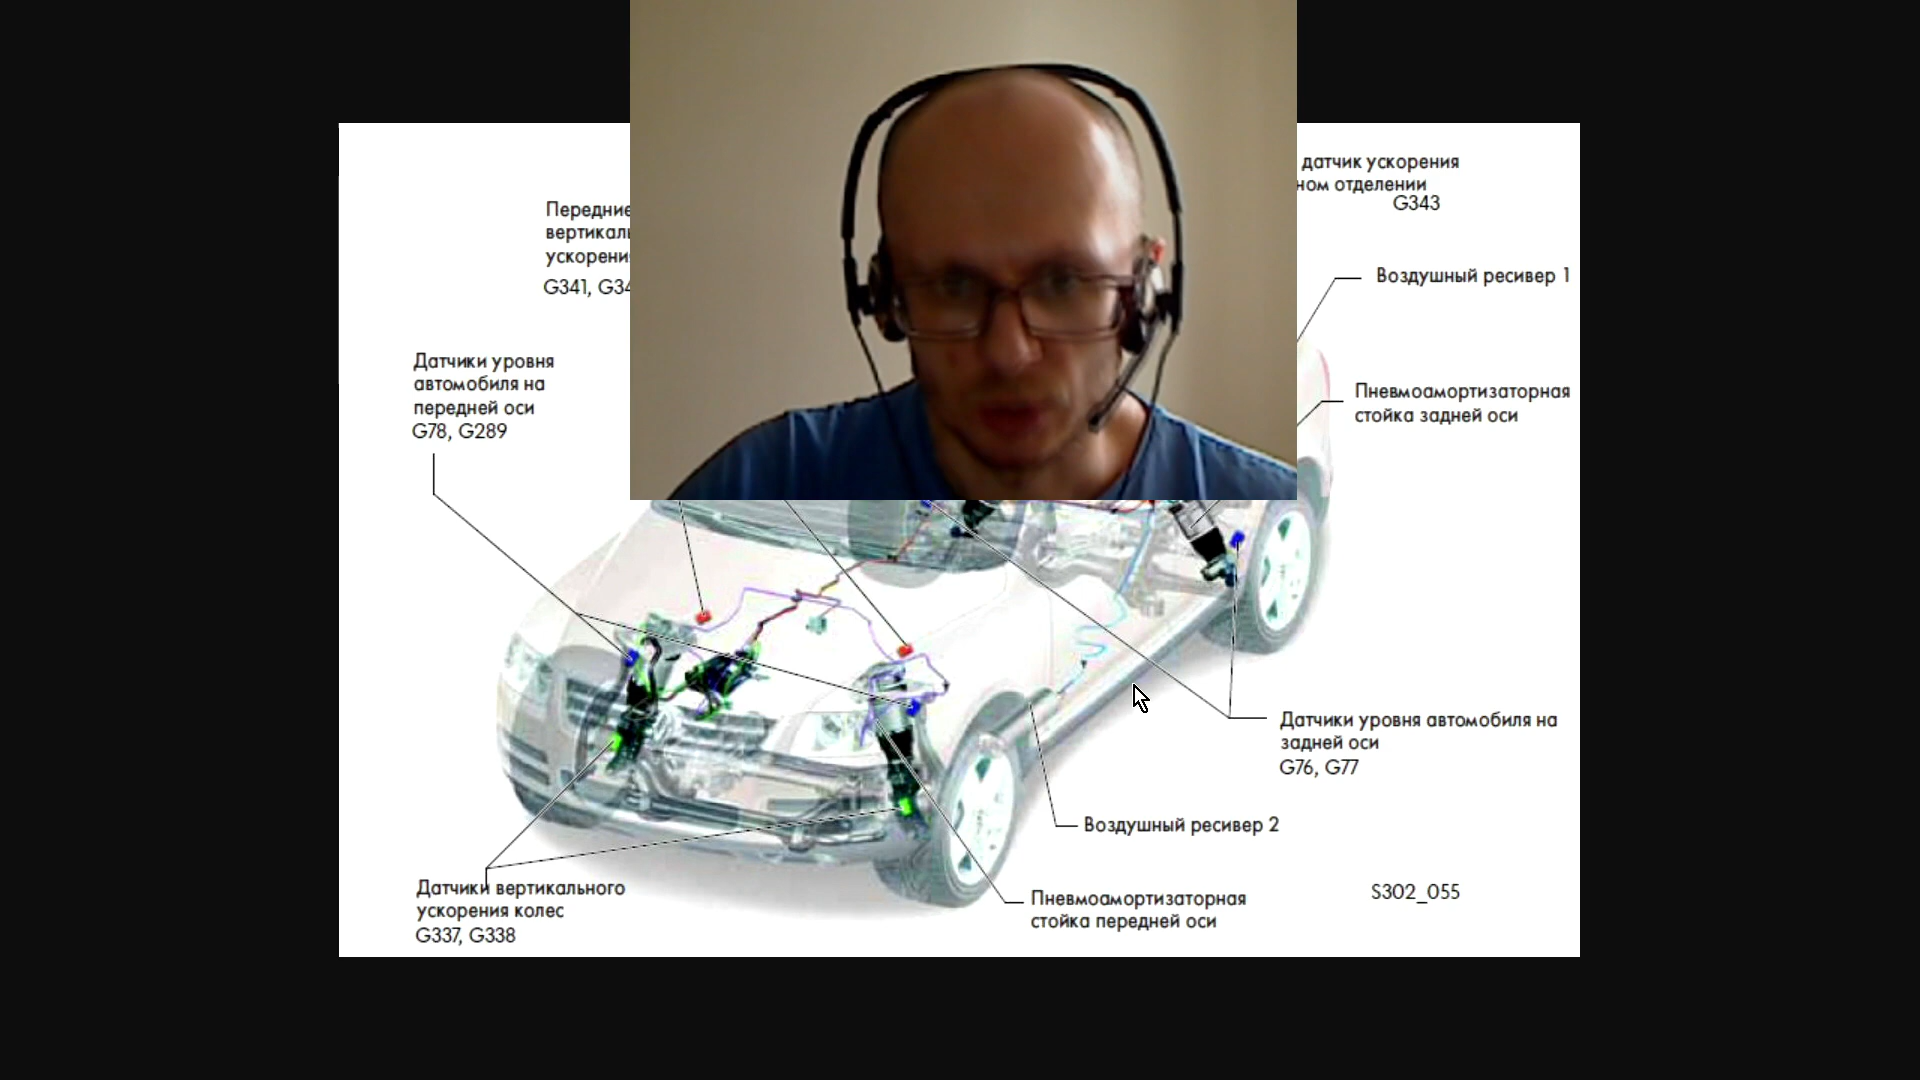 датчик ускорения
ном отделении
G343
Передние
ускорени
G341, G34
Воздушный ресивер 1
Датчики уровня
автомобиля на
передней оси
G78, G289
Пневмоамортизаторная
стойка задней оси
Датчики уровня автомобиля на
задней оси
G76, G77
Воздушный ресивер 2
Датчики вертикального
ускорения колес
G337, G338
Пневмоамортизаторная
стойка передней оси
S302_055